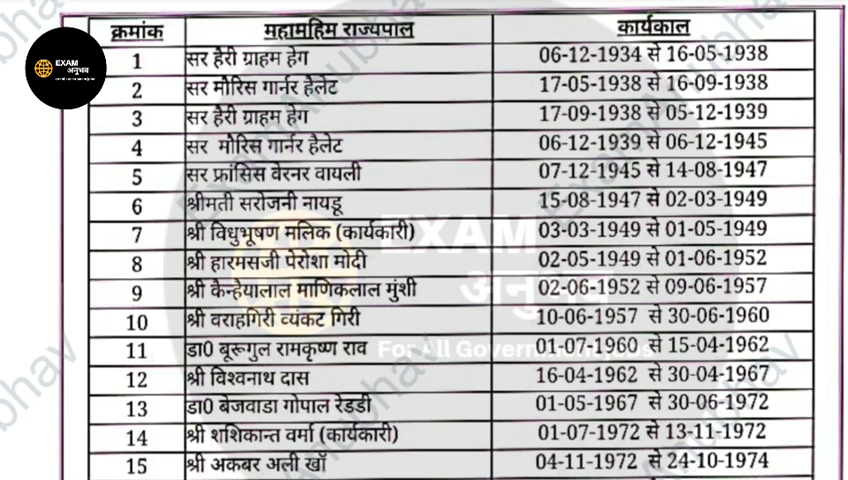 क्रमांक महामहिम राज्यपाल कार्यकाल
1 सर हैरी ग्राहम हेग 06-12-1934 से 16-05-1938
2 सर मौरिस गार्नर हैलेट 17-05-1938 से 16-09-1938
3 सर हैरी ग्राहम हेग 17-09-1938 से 05-12-1939
4 सर मौरिस गार्नर हैलेट 06-12-1939 से 06-12-1945
5 सर फ्रांसिस वेरनर वायली 07-12-1945 से 14-08-1947
6 श्रीमती सरोजनी नायडू 15-08-1947 से 02-03-1949
7 श्री विधुभूषण मलिक (कार्यकारी) 03-03-1949 से 01-05-1949
8 श्री हारमसजी पेरोशा मोदी 02-05-1949 से 01-06-1952
9 श्री कन्हैयालाल माणिकलाल मुंशी 02-06-1952 से 09-06-1957
10 श्री वराहगिरी व्यंकट गिरी 10-06-1957 से 30-06-1960
11 डा0 बूरूगुल रामकृष्ण राव 01-07-1960 से 15-04-1962
12 श्री विश्वनाथ दास 16-04-1962 से 30-04-1967
13 डा0 बेजवाडा गोपाल रेडडी 01-05-1967 से 30-06-1972
14 श्री शशिकान्त वर्मा (कार्यकारी) 01-07-1972 से 13-11-1972
15 श्री अकबर अली खॉ 04-11-1972 से 24-10-1974
EXAM
अनुभव
EXAM
अनुभव
For All Government Jobs